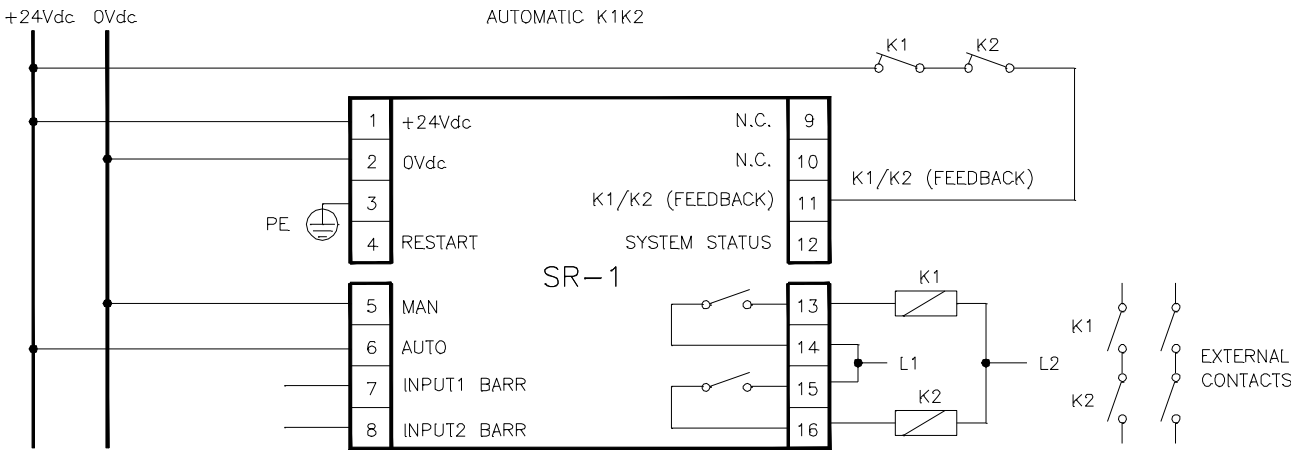 +24Vdc 0Vdc AUTOMATIC K1K2
K1 K2
1 +24Vdc N.C. 9
2 0Vdc N.C. 10
K1/K2 (FEEDBACK)
3 K1/K2 (FEEDBACK) 11
PE
4 RESTART SYSTEM STATUS 12
SR-1
K1
5 MAN 13
K1
6 AUTO 14
L1 L2
EXTERNAL
CONTACTS
7 INPUT1 BARR 15
K2
K2
8 INPUT2 BARR 16